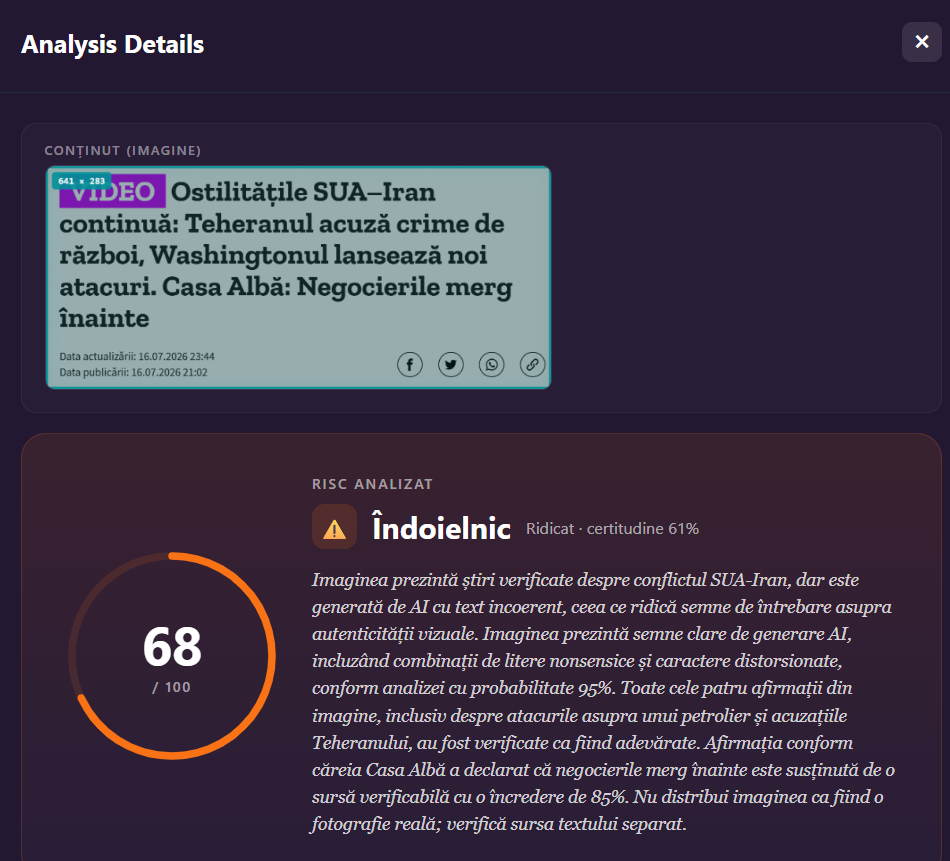 Analysis Details
✕
CONȚINUT (IMAGINE)
641 × 283
VIDEO Ostilitățile SUA–Iran
continuă: Teheranul acuză crime de
război, Washingtonul lansează noi
atacuri. Casa Albă: Negocierile merg
înainte
Data actualizării: 16.07.2026 23:44
Data publicării: 16.07.2026 21:02
RISC ANALIZAT
Îndoielnic Ridicat · certitudine 61%
68
/ 100
Imaginea prezintă știri verificate despre conflictul SUA-Iran, dar este
generată de AI cu text incoerent, ceea ce ridică semne de întrebare asupra
autenticității vizuale. Imaginea prezintă semne clare de generare AI,
incluzând combinații de litere nonsensice și caractere distorsionate,
conform analizei cu probabilitate 95%. Toate cele patru afirmații din
imagine, inclusiv despre atacurile asupra unui petrolier și acuzațiile
Teheranului, au fost verificate ca fiind adevărate. Afirmația conform
căreia Casa Albă a declarat că negocierile merg înainte este susținută de o
sursă verificabilă cu o încredere de 85%. Nu distribui imaginea ca fiind o
fotografie reală; verifică sursa textului separat.